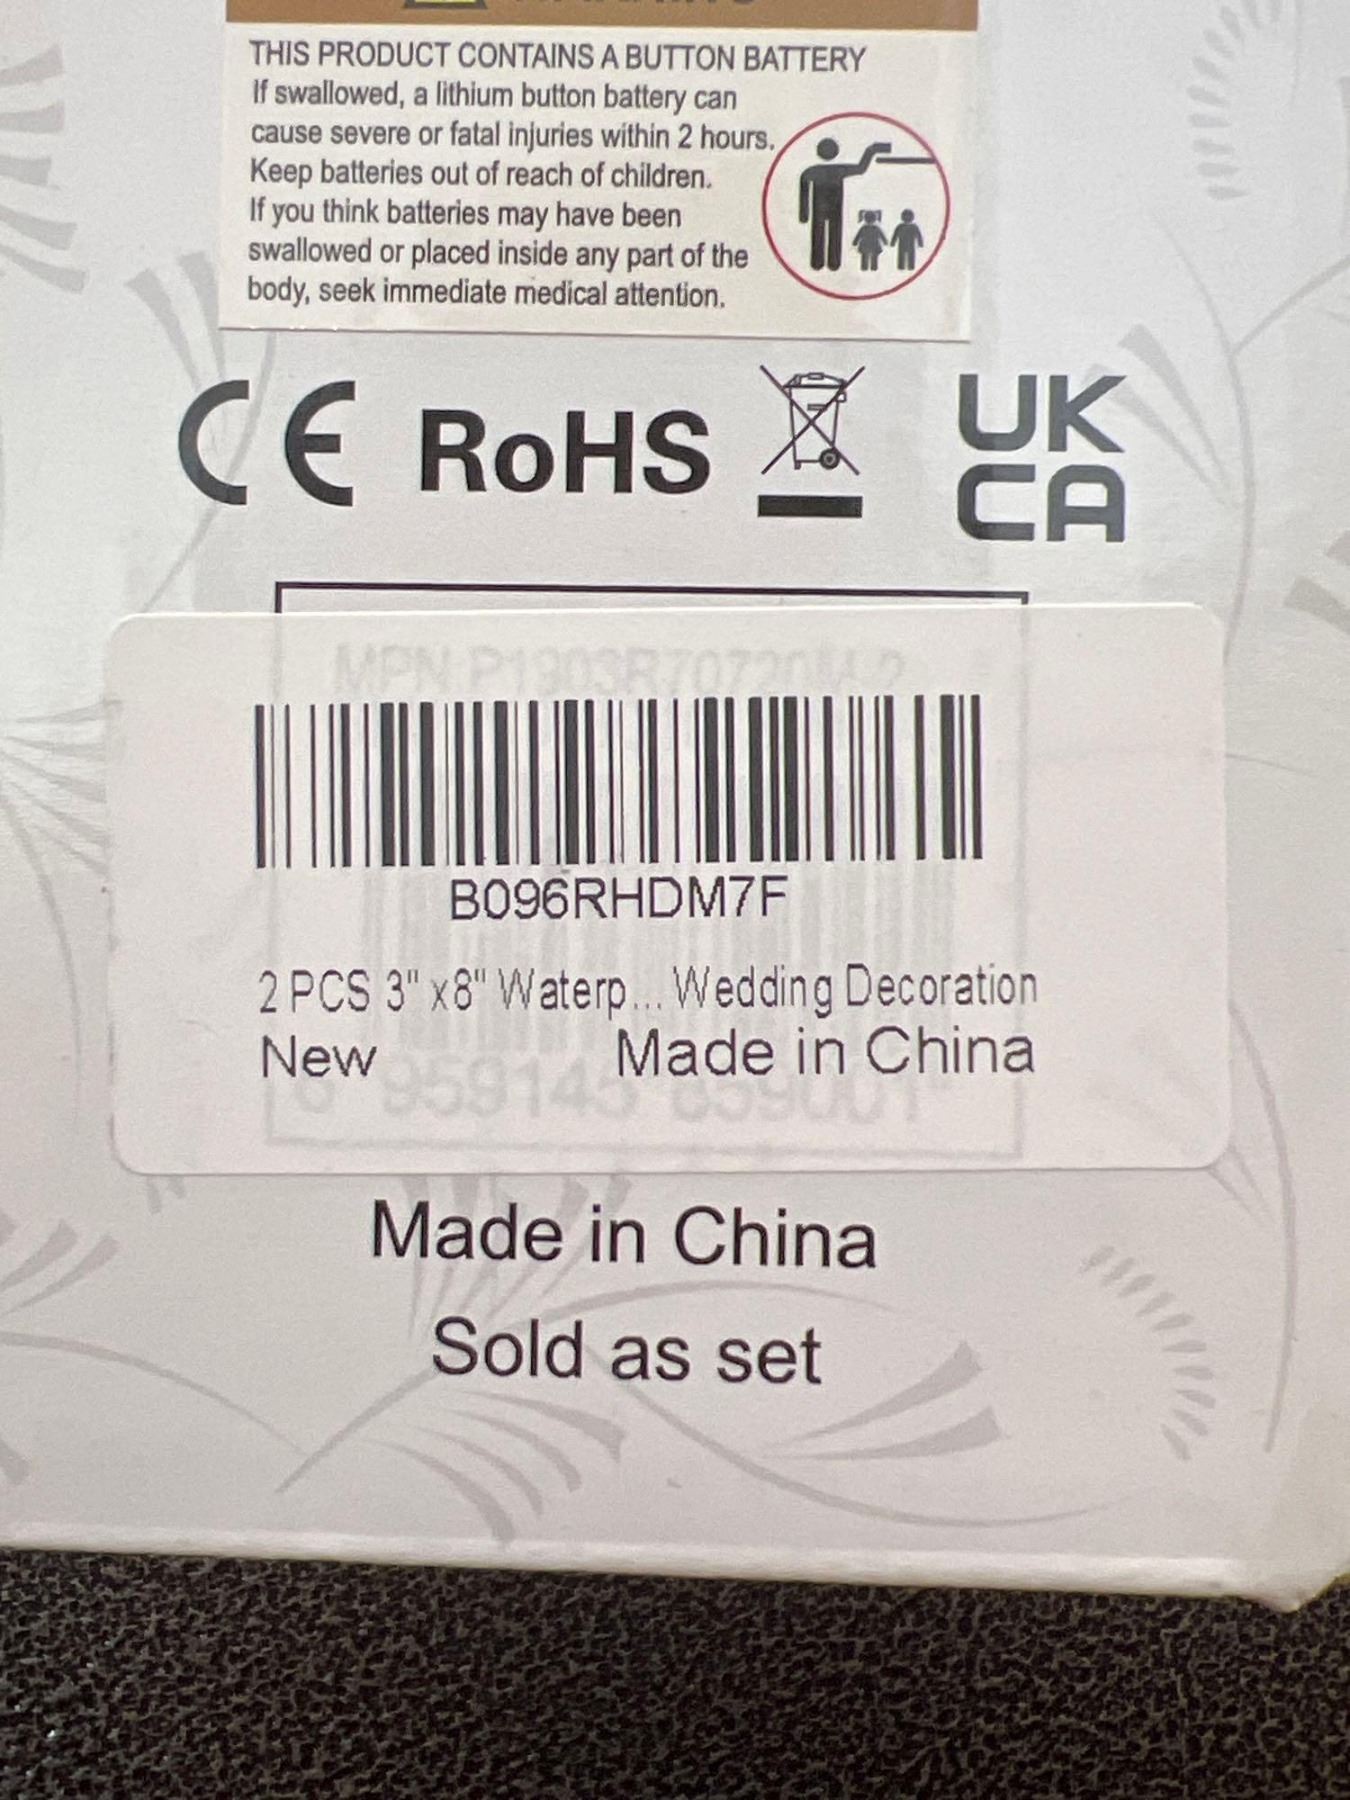 THIS PRODUCT CONTAINS A BUTTON BATTERY
If swallowed, a lithium button battery can
cause severe or fatal injuries within 2 hours.
Keep batteries out of reach of children.
If you think batteries may have been
swallowed or placed inside any part of the
body, seek immediate medical attention.
CE RoHS UK
CA
B096RHDM7F
2 PCS 3" x8" Waterp... Wedding Decoration
New Made in China
Made in China
Sold as set